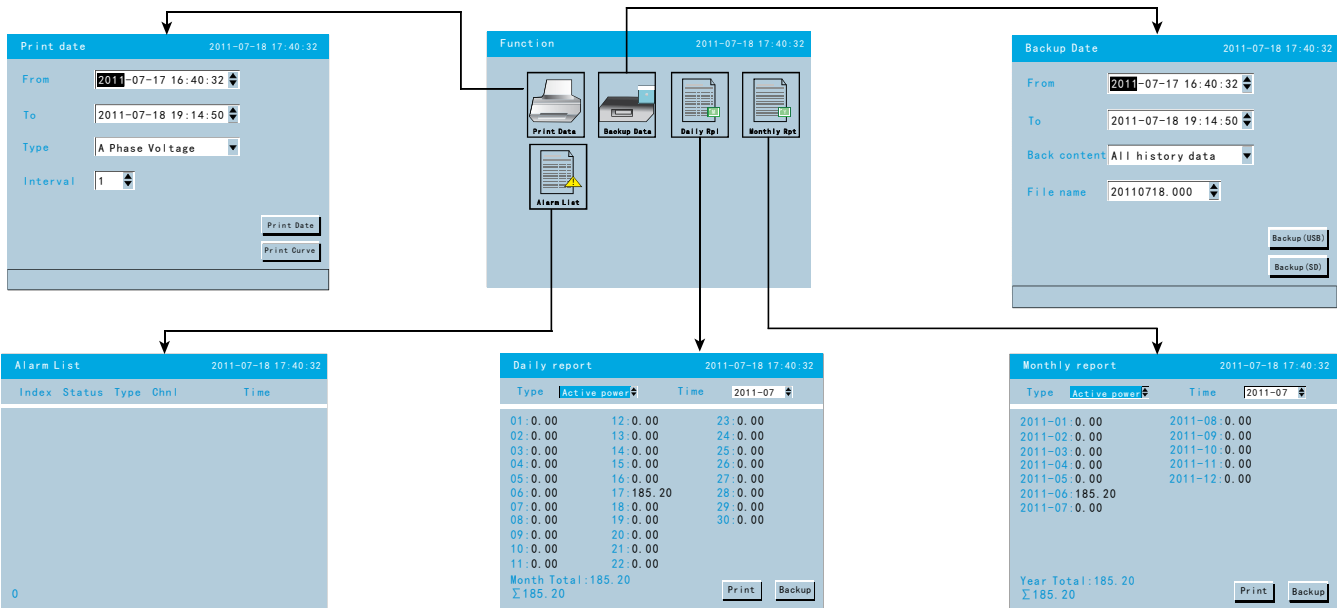 Print date 2011-07-18 17:40:32
From 2011-07-17 16:40:32
To 2011-07-18 19:14:50
Type A Phase Voltage
Interval 1
Print Date
Print Curve
Function 2011-07-18 17:40:32
Print Data Backup Data Daily Rpl Monthly Rpt
Alarm List
Backup Date 2011-07-18 17:40:32
From 2011-07-17 16:40:32
To 2011-07-18 19:14:50
Back content All history data
File name 20110718.000
Backup(USB)
Backup(SD)
Alarm List 2011-07-18 17:40:32
Index Status Type Chnl Time
0
Daily report 2011-07-18 17:40:32
Type Active power Time 2011-07
01:0.00 12:0.00 23:0.00
02:0.00 13:0.00 24:0.00
03:0.00 14:0.00 25:0.00
04:0.00 15:0.00 26:0.00
05:0.00 16:0.00 27:0.00
06:0.00 17:185.20 28:0.00
07:0.00 18:0.00 29:0.00
08:0.00 19:0.00 30:0.00
09:0.00 20:0.00
10:0.00 21:0.00
11:0.00 22:0.00
Month Total:185.20
∑185.20 Print Backup
Monthly report 2011-07-18 17:40:32
Type Active power Time 2011-07
2011-01:0.00 2011-08:0.00
2011-02:0.00 2011-09:0.00
2011-03:0.00 2011-10:0.00
2011-04:0.00 2011-11:0.00
2011-05:0.00 2011-12:0.00
2011-06:185.20
2011-07:0.00
Year Total:185.20
∑185.20 Print Backup